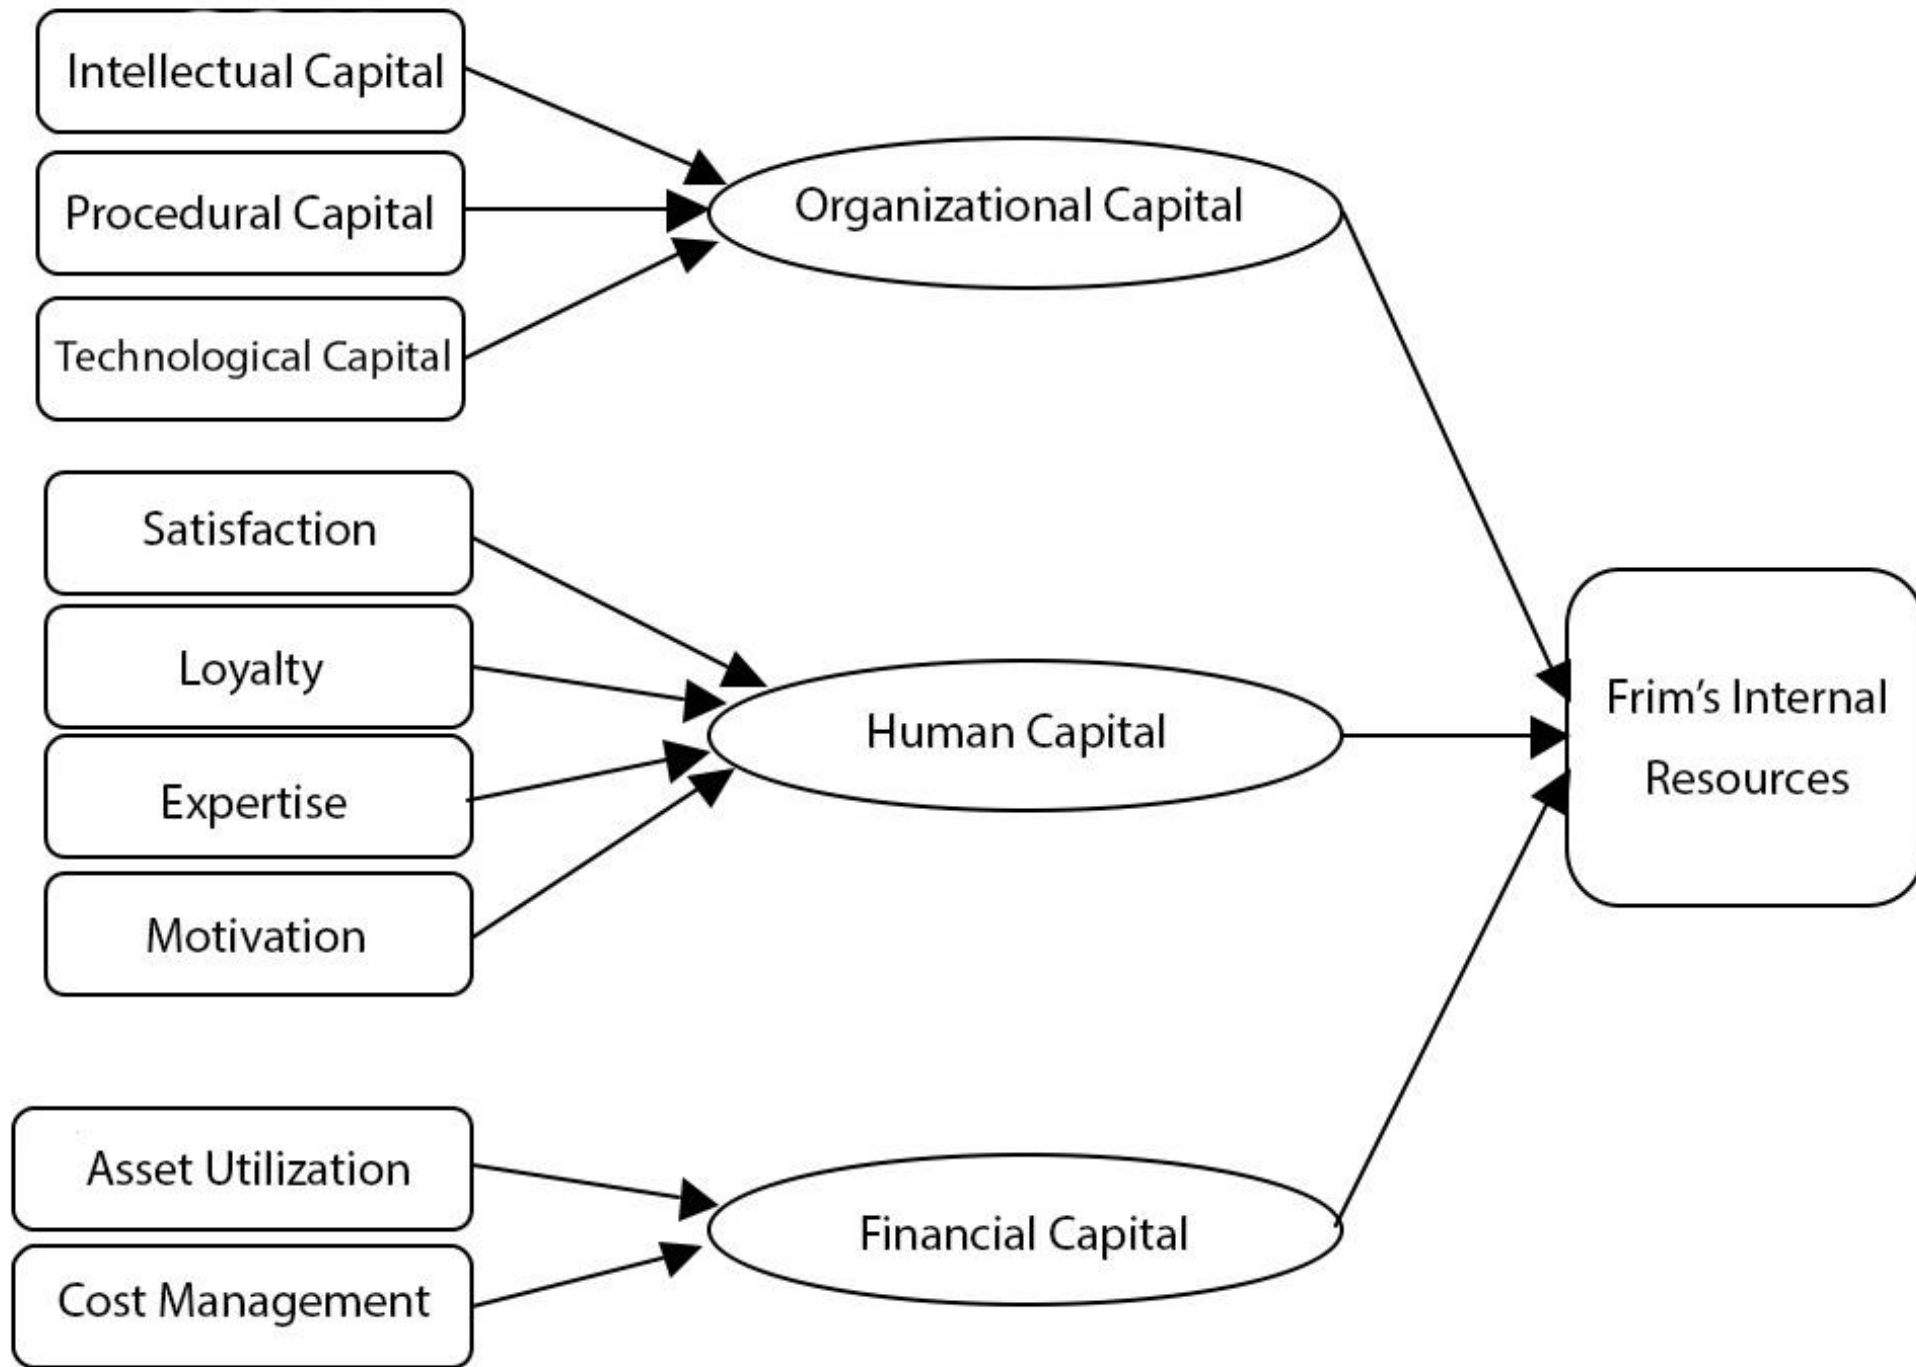 Intellectual Capital
Procedural Capital
Technological Capital
Organizational Capital
Satisfaction
Loyalty
Expertise
Motivation
Human Capital
Frim's Internal
Resources
Asset Utilization
Cost Management
Financial Capital